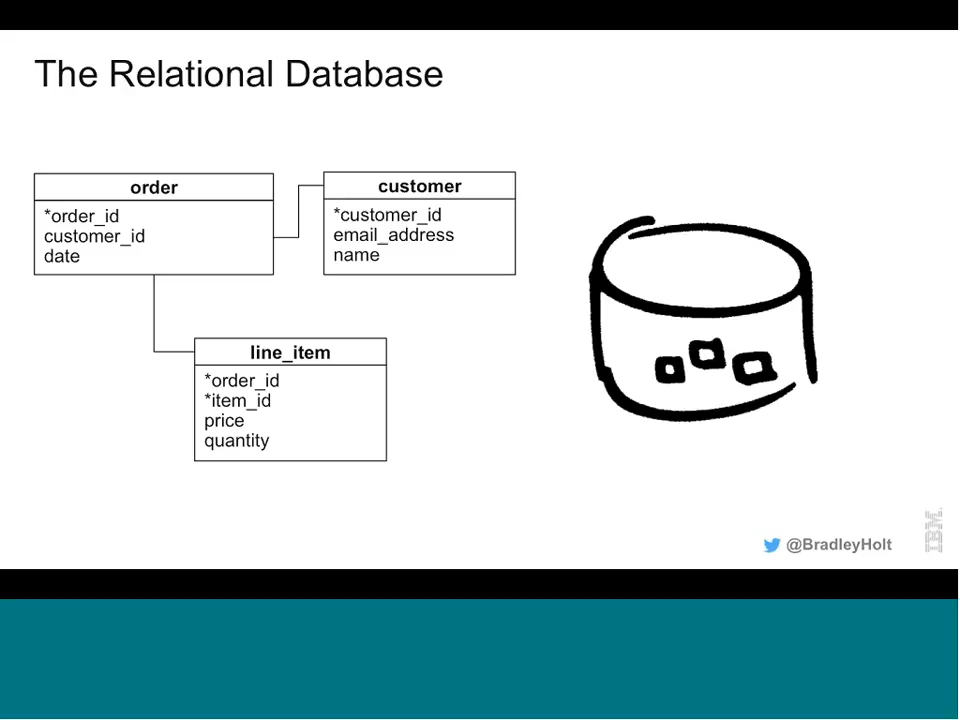 The Relational Database
order
*order_id
customer_id
date
customer
*customer_id
email_address
name
line_item
*order_id
*item_id
price
quantity
@BradleyHolt
IBM